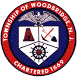 TOWNSHIP OF WOODBRIDGE N.J.
CHARTERED 1669